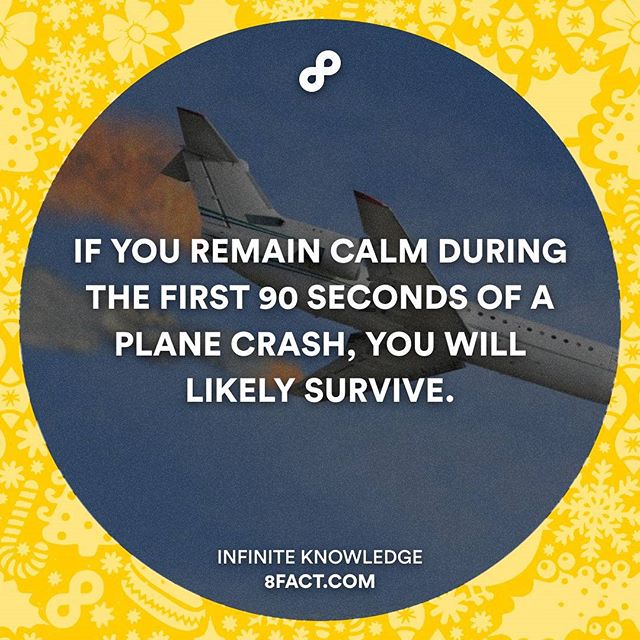 IF YOU REMAIN CALM DURING
THE FIRST 90 SECONDS OF A
PLANE CRASH, YOU WILL
LIKELY SURVIVE.
INFINITE KNOWLEDGE
8FACT.COM